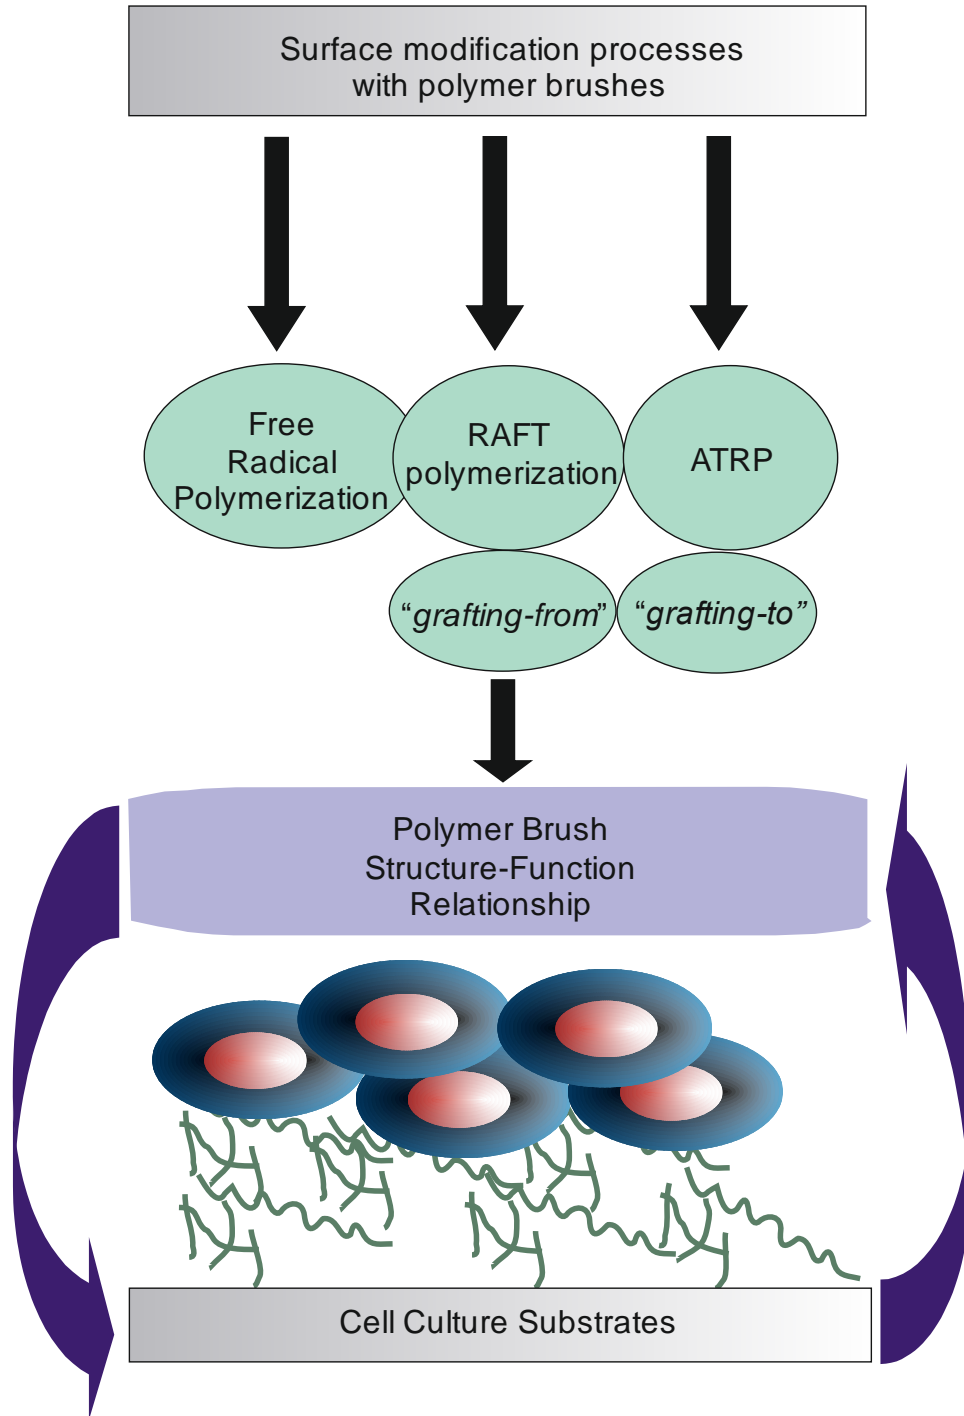 Surface modification processes
with polymer brushes
Free
Radical
Polymerization
RAFT
polymerization
ATRP
“grafting-from”
“grafting-to”
Polymer Brush
Structure-Function
Relationship
Cell Culture Substrates